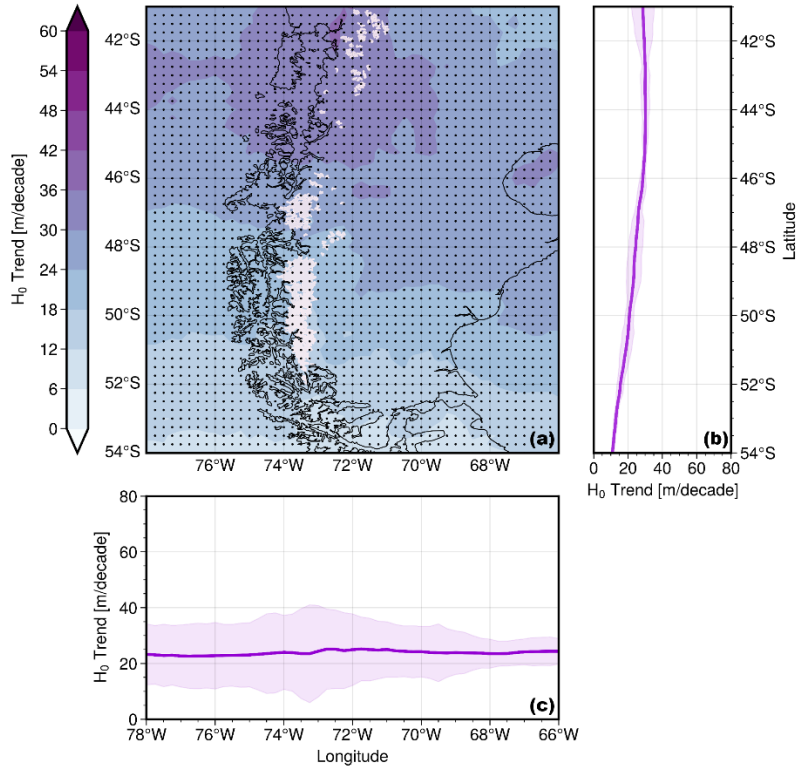 60
54
48
42
36
30
24
18
12
6
0
H₀ Trend [m/decade]
42°S
44°S
46°S
48°S
50°S
52°S
54°S
76°W
74°W
72°W
70°W
68°W
(a)
42°S
44°S
46°S
48°S
50°S
52°S
54°S
Latitude
0
20
40
60
80
H₀ Trend [m/decade]
(b)
80
60
40
20
0
H₀ Trend [m/decade]
78°W
76°W
74°W
72°W
70°W
68°W
66°W
Longitude
(c)